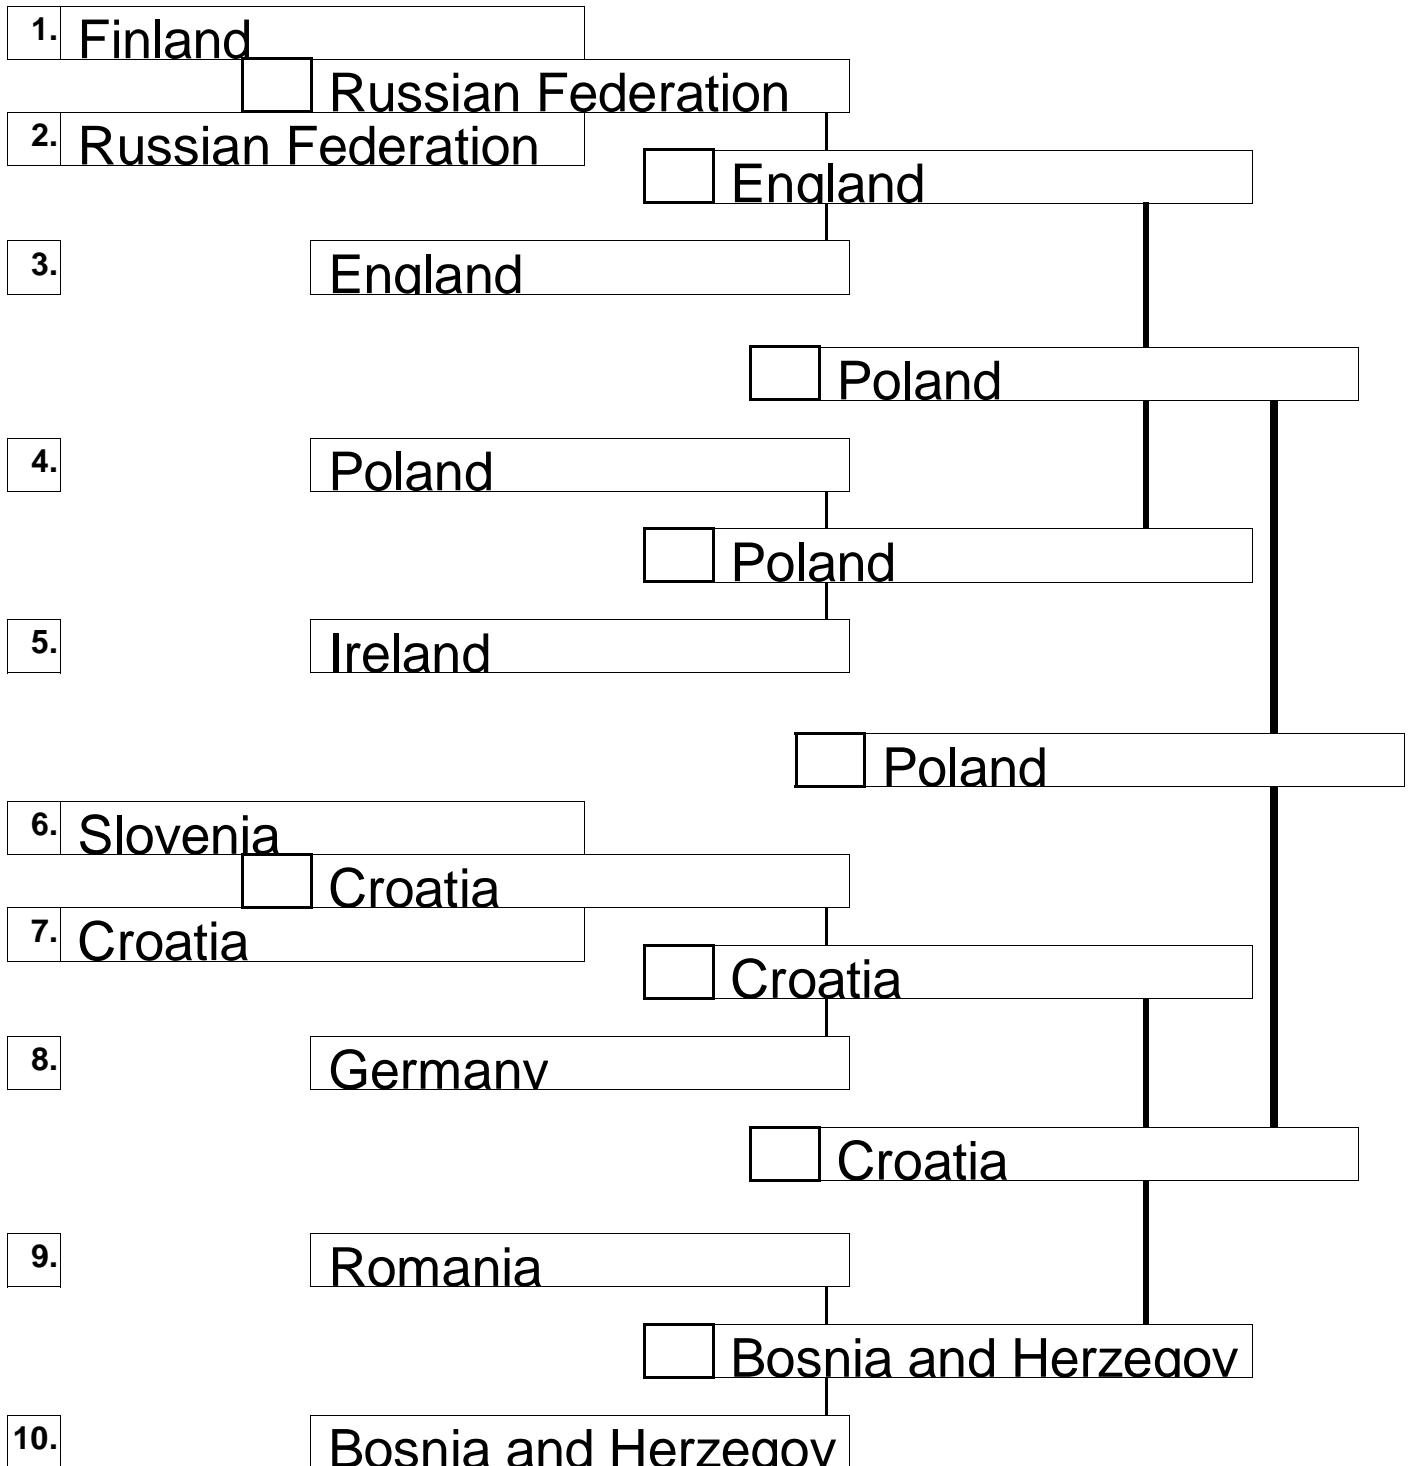 1. Finland
Russian Federation
2. Russian Federation
England
3. England
Poland
4. Poland
Poland
5. Ireland
Poland
6. Slovenia
Croatia
7. Croatia
Croatia
8. Germany
Croatia
9. Romania
Bosnia and Herzegov
10. Bosnia and Herzegov